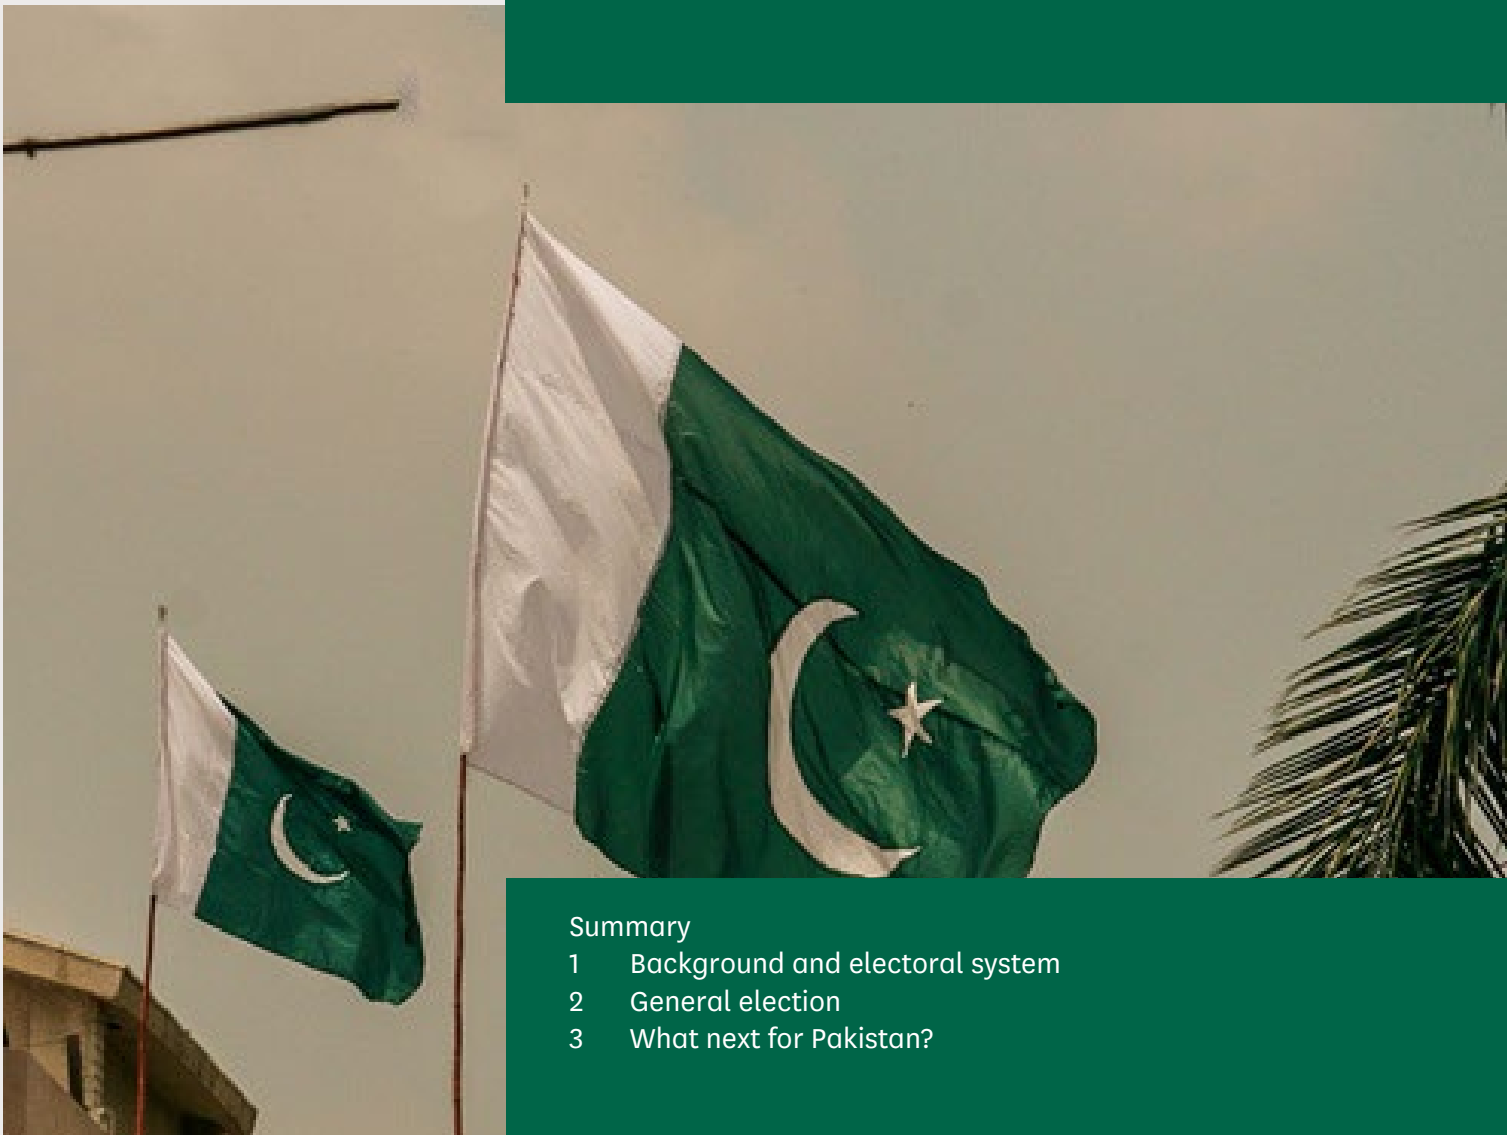 Summary
1 Background and electoral system
2 General election
3 What next for Pakistan?